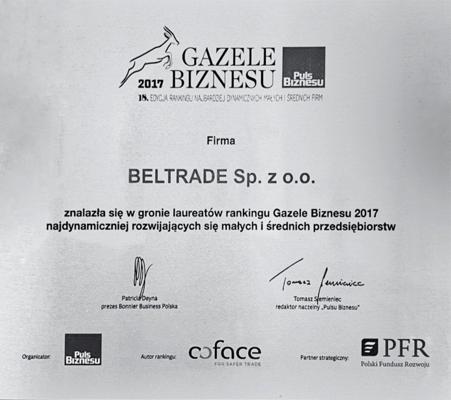 GAZELE
2017 BIZNESU
Puls
Biznesu
18. EDYCJA RANKINGU NAJBARDZIEJ DYNAMICZNYCH MAŁYCH I ŚREDNICH FIRM
Firma
BELTRADE Sp. z o.o.
znalazła się w gronie laureatów rankingu Gazele Biznesu 2017
najdynamiczniej rozwijających się małych i średnich przedsiębiorstw
Tomasz Siemieniec
Patricia Deyna
prezes Bonnier Business Polska
Tomasz Siemieniec
redaktor naczelny „Pulsu Biznesu"
Organizator:
Puls
Biznesu
Autor rankingu:
coface
FOR SAFER TRADE
Partner strategiczny:
PFR
Polski Fundusz Rozwoju